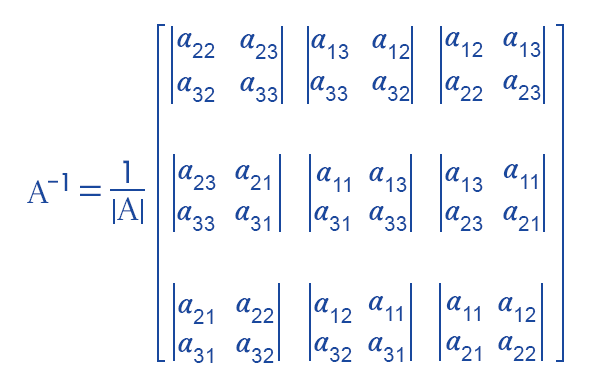 a22 a23 a13 a12 a12 a13
a32 a33 a33 a32 a22 a23
A−1 = 1 / |A|
a23 a21 a11 a13 a13 a11
a33 a31 a31 a33 a23 a21
a21 a22 a12 a11 a11 a12
a31 a32 a32 a31 a21 a22